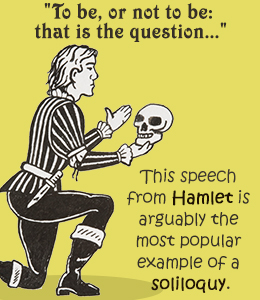 "To be, or not to be:
that is the question..."
This speech
from Hamlet is
arguably the
most popular
example of a
soliloquy.